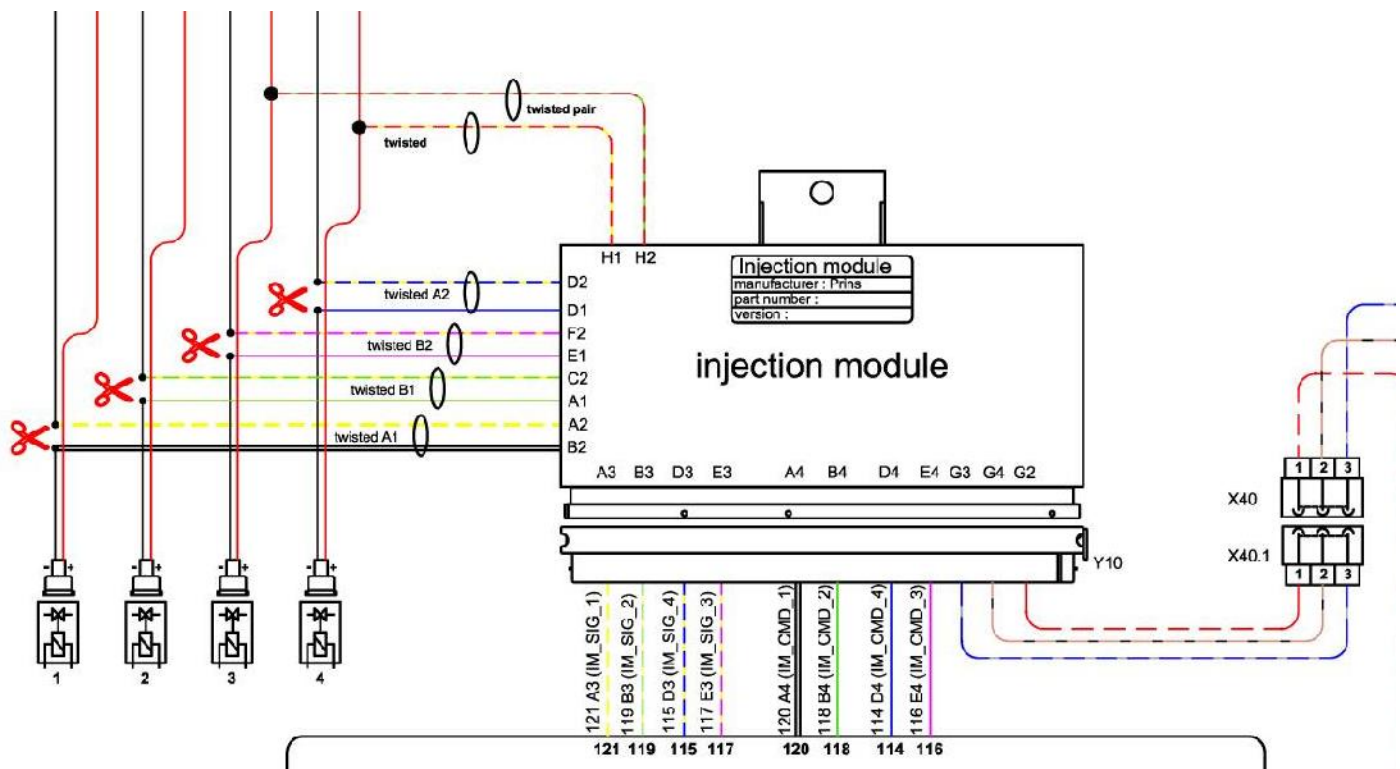 twisted pair
twisted
H1 H2
Injection module
manufacturer : Prins
part number :
version :
injection module
D2
twisted A2
D1
F2
twisted B2
E1
C2
twisted B1
A1
A2
twisted A1
B2
A3 B3 D3 E3 A4 B4 D4 E4 G3 G4 G2
1 2 3
X40
X40.1
1 2 3
Y10
- +
- +
- +
- +
1 2 3 4
121 A3 (IM_SIG_1)
119 B3 (IM_SIG_2)
115 D3 (IM_SIG_4)
117 E3 (IM_SIG_3)
120 A4 (IM_CMD_1)
118 B4 (IM_CMD_2)
114 D4 (IM_CMD_4)
116 E4 (IM_CMD_3)
121 119 115 117 120 118 114 116